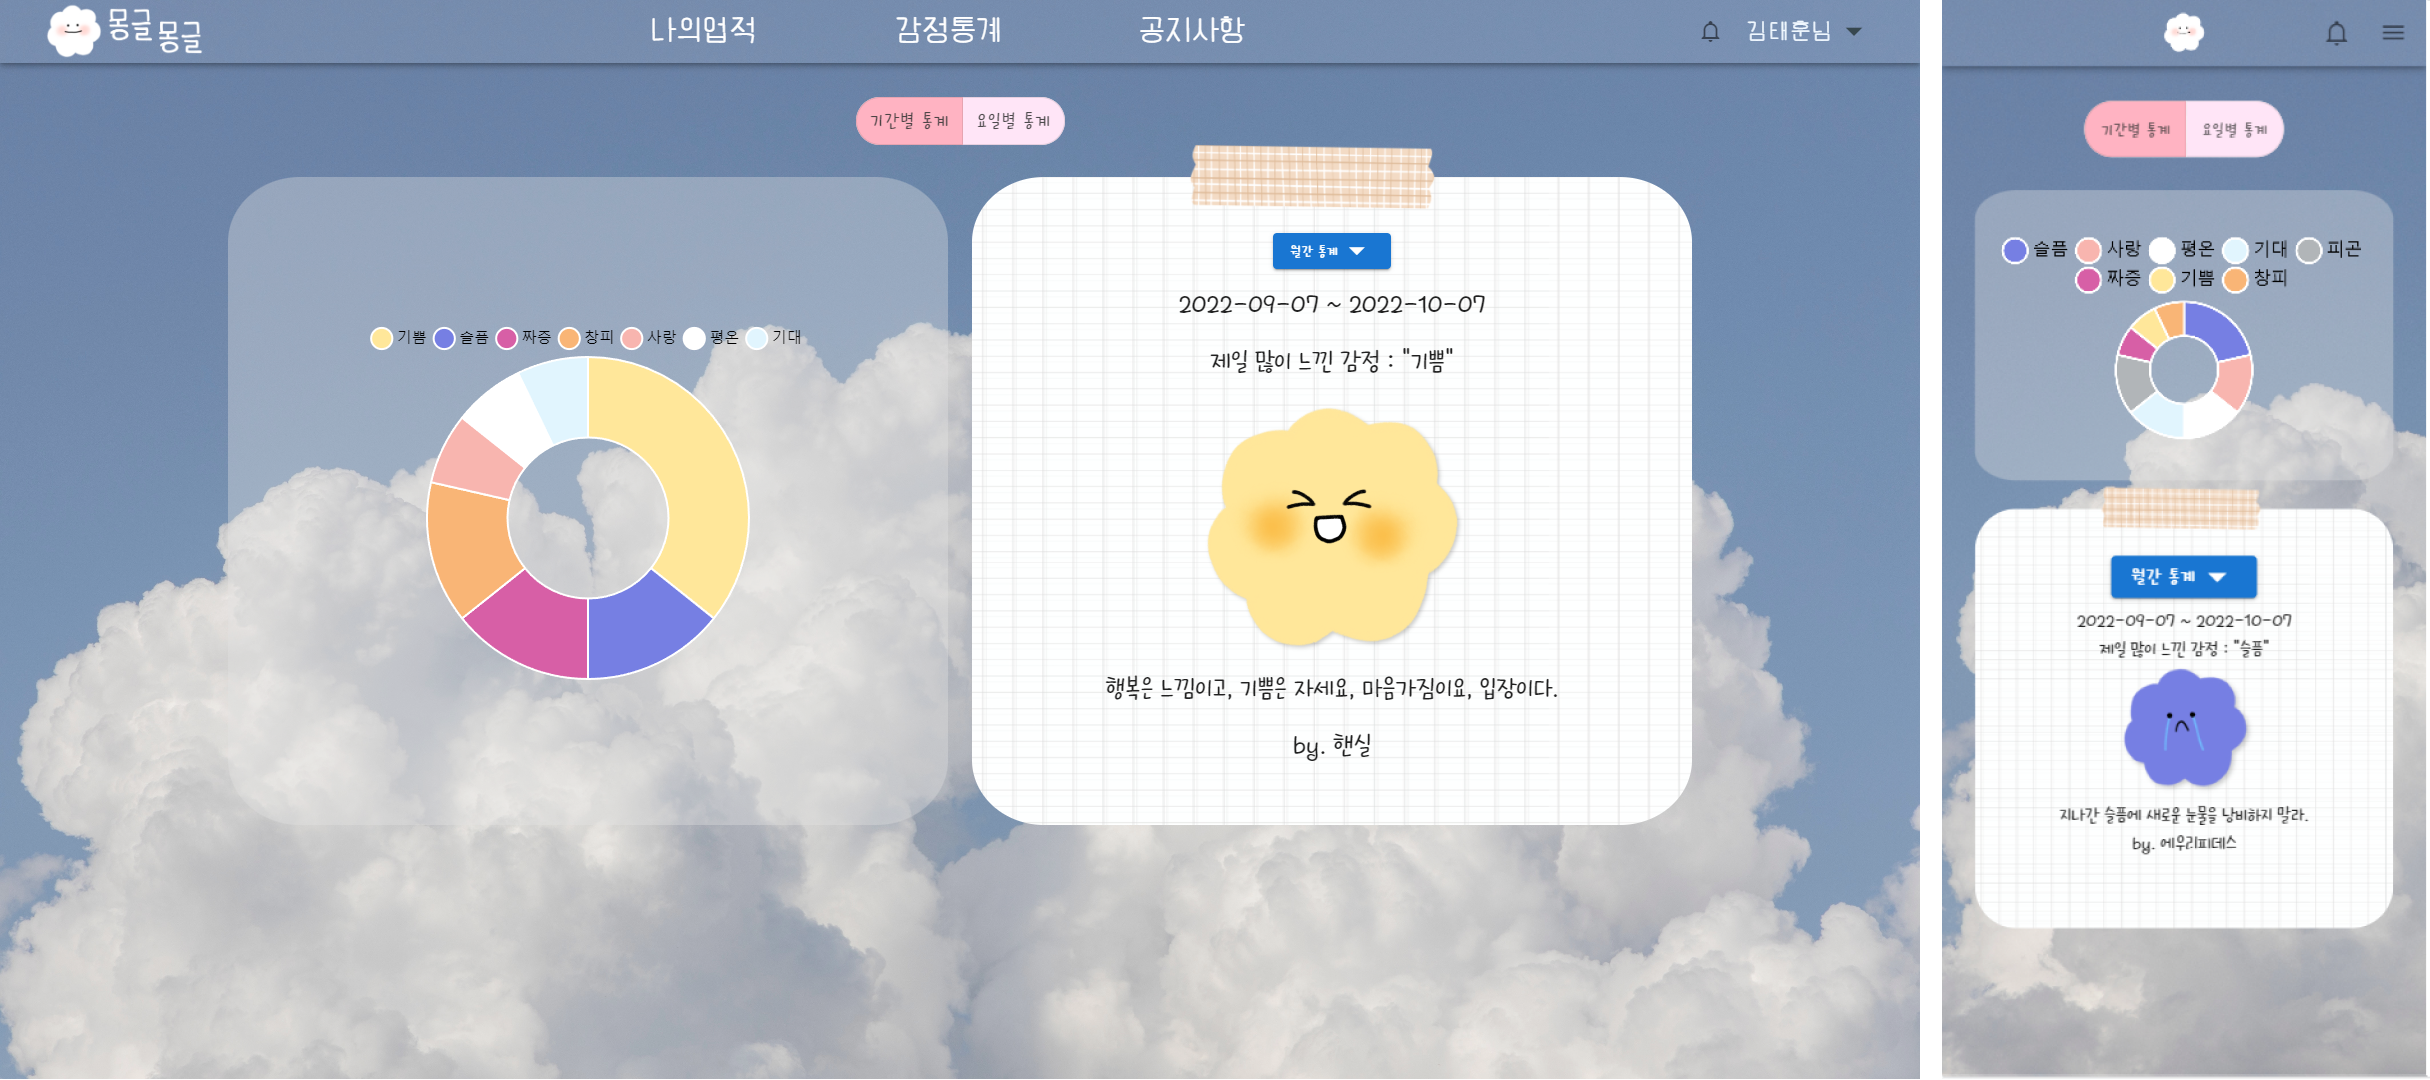 몽글 몽글
나의업적 감정통계 공지사항 김태훈님
기간별 통계 요일별 통계
기쁨 슬픔 짜증 창피 사랑 평온 기대
월간 통계
2022-09-07 ~ 2022-10-07
제일 많이 느낀 감정 : "기쁨"
행복은 느낌이고, 기쁨은 자세요, 마음가짐이요, 입장이다.
by. 핸실
기간별 통계 요일별 통계
슬픔 사랑 평온 기대 피곤
짜증 기쁨 창피
월간 통계
2022-09-07 ~ 2022-10-07
제일 많이 느낀 감정 : "슬픔"
지나간 슬픔에 새로운 눈물을 낭비하지 말라.
by. 에우리피데스